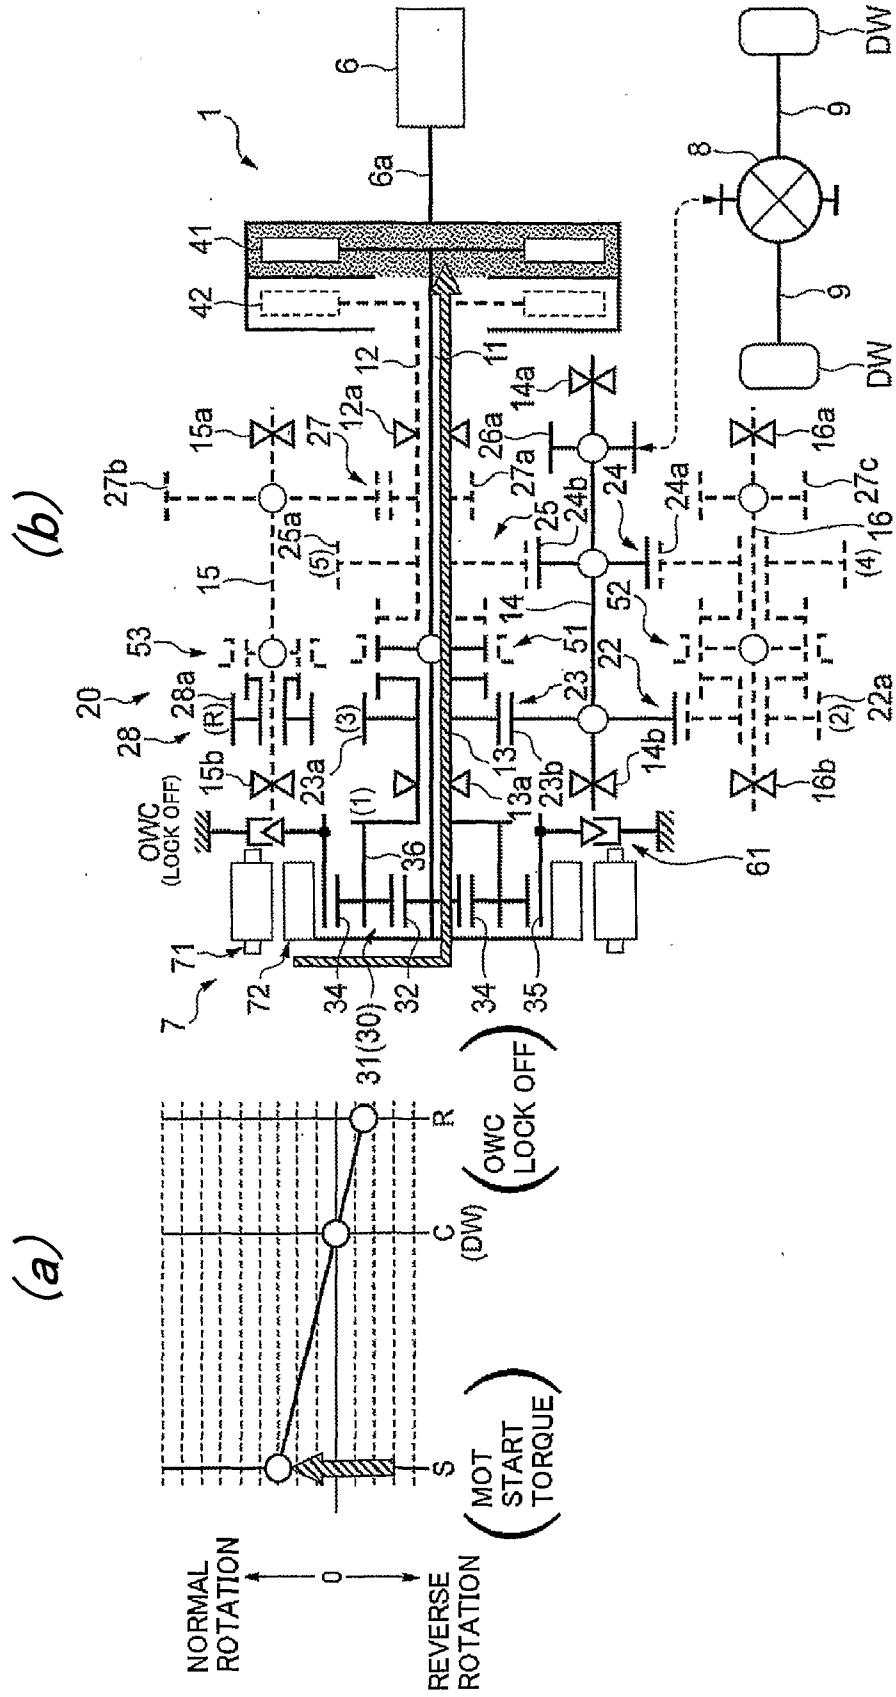 (a)
NORMAL
ROTATION
0
REVERSE
ROTATION
S
C
R
(DW)
(MOT
START
TORQUE)
(OWC
LOCK OFF)
(b)
1
7
71
72
OWC
(LOCK OFF)
20
28
28a
(R)
53
15b
15
15a
27b
27
25a
(5)
12
12a
42
41
6a
6
23a
(3)
(1)
36
34
31(30)
32
34
35
13
13a
23
23b
51
14
25
24b
27a
11
26a
14a
14b
22
52
24
24a
61
16b
22a
(2)
(4)
16
27c
16a
8
9
9
DW
DW